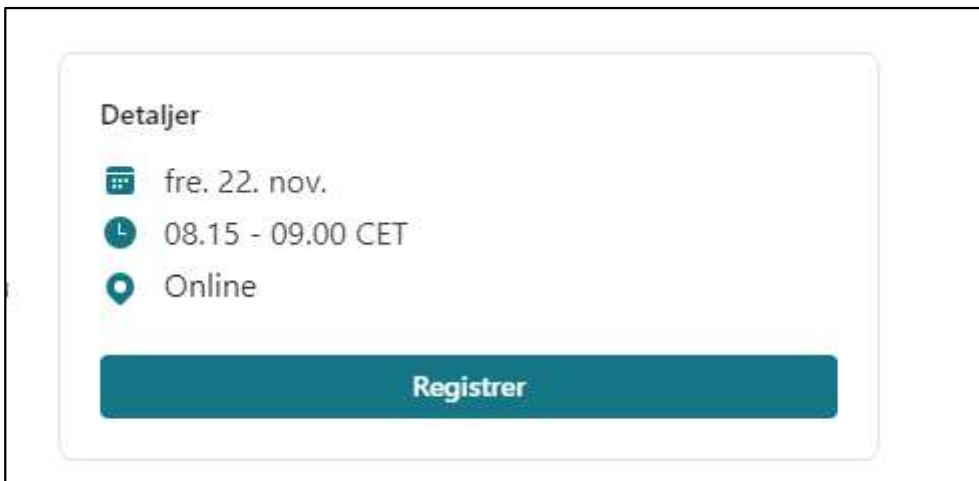 Detaljer
fre. 22. nov.
08.15 - 09.00 CET
Online
Registrer